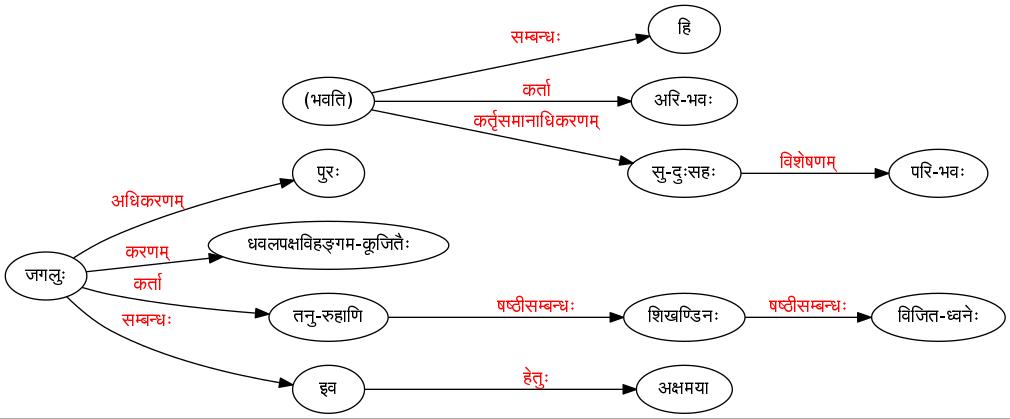 हि
सम्बन्धः
(भवति)
कर्ता
अरि-भवः
कर्तृसमानाधिकरणम्
सु-दुःसहः
विशेषणम्
परि-भवः
पुरः
अधिकरणम्
धवलपक्षविहङ्गम-कूजितैः
करणम्
जगलुः
कर्ता
तनु-रुहाणि
षष्ठीसम्बन्धः
शिखण्डिनः
षष्ठीसम्बन्धः
विजित-ध्वनेः
सम्बन्धः
इव
हेतुः
अक्षमया